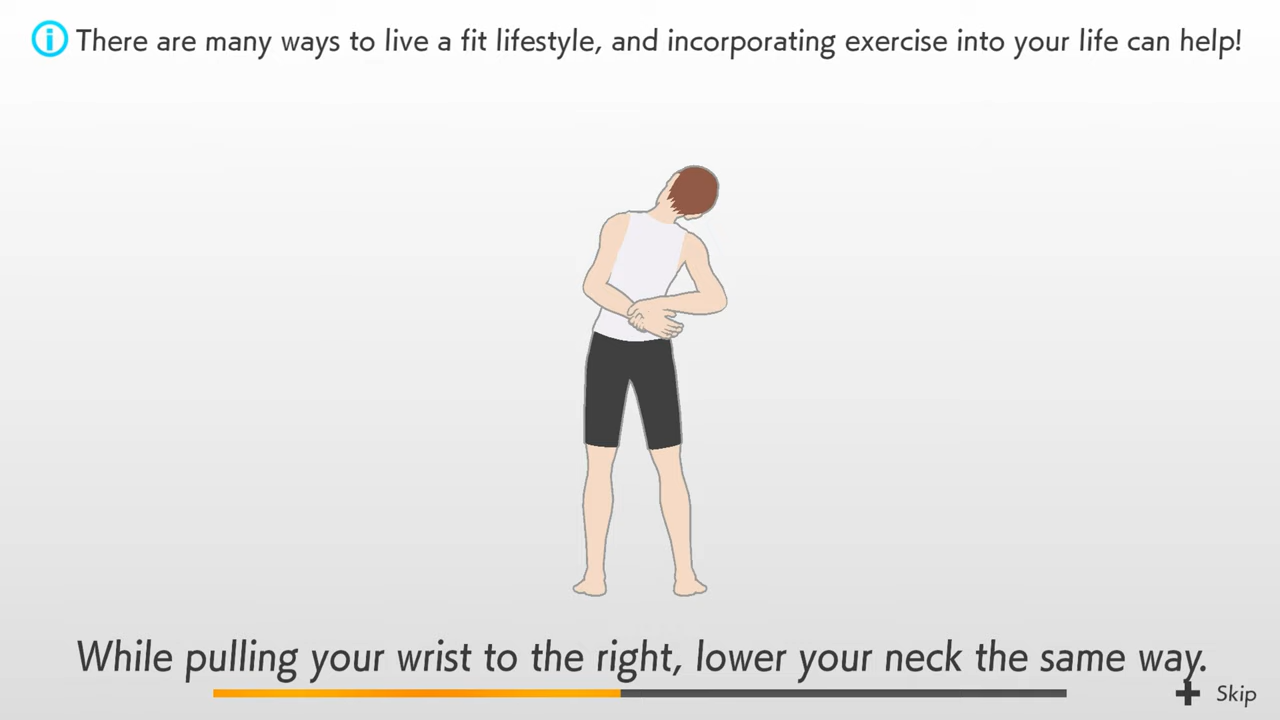 There are many ways to live a fit lifestyle, and incorporating exercise into your life can help!
While pulling your wrist to the right, lower your neck the same way.
Skip